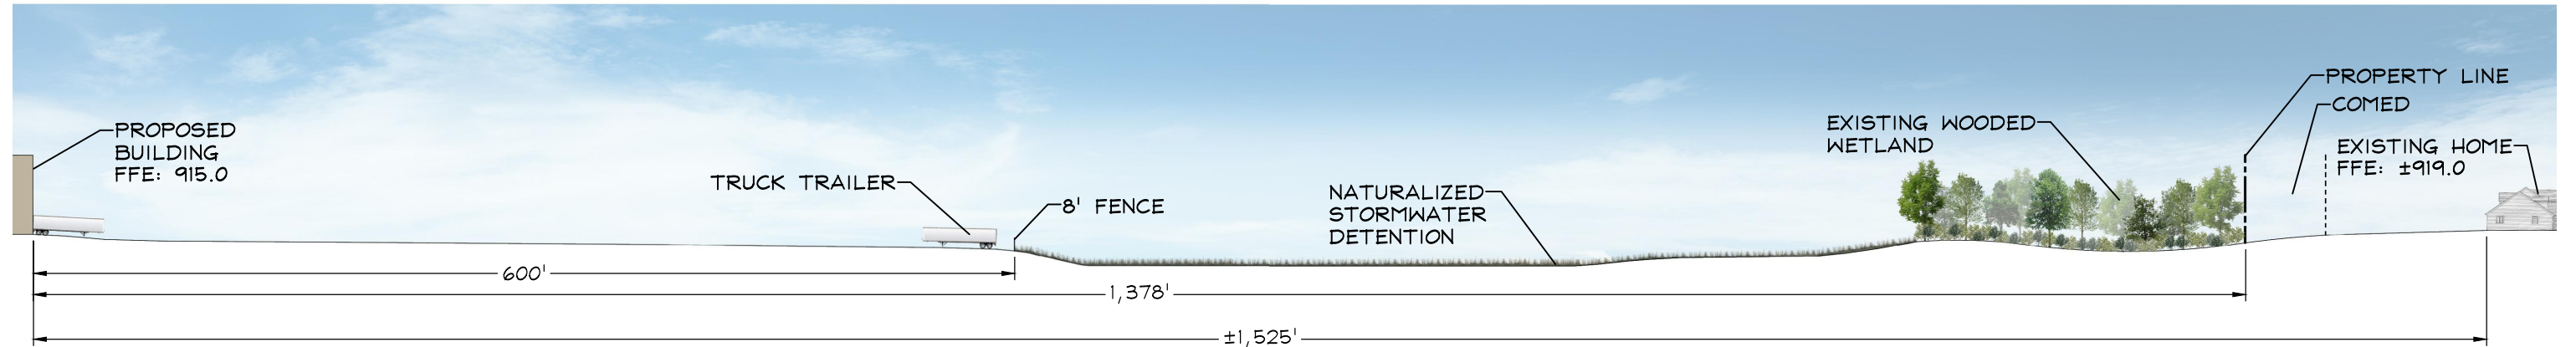 PROPOSED
BUILDING
FFE: 915.0
TRUCK TRAILER
8' FENCE
NATURALIZED
STORMWATER
DETENTION
EXISTING WOODED
WETLAND
PROPERTY LINE
COMED
EXISTING HOME
FFE: ±919.0
600'
1,378'
±1,525'